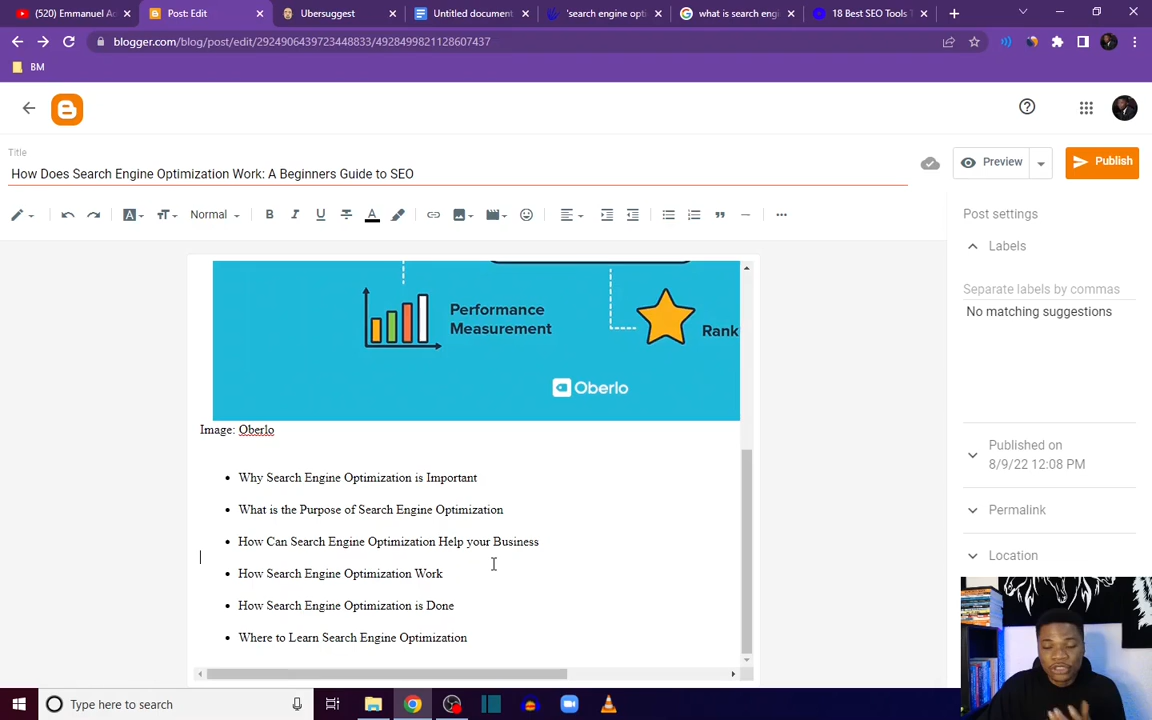 (520) Emmanuel Ad
Post: Edit
Ubersuggest
Untitled document
'search engine opti
what is search engi
18 Best SEO Tools T
blogger.com/blog/post/edit/2924906439723448833/4928499821128607437
BM
Title
How Does Search Engine Optimization Work: A Beginners Guide to SEO
Preview
Publish
Normal
Post settings
Labels
Separate labels by commas
No matching suggestions
Performance
Measurement
Rank
Oberlo
Image: Oberlo
Why Search Engine Optimization is Important
What is the Purpose of Search Engine Optimization
How Can Search Engine Optimization Help your Business
How Search Engine Optimization Work
How Search Engine Optimization is Done
Where to Learn Search Engine Optimization
Published on
8/9/22 12:08 PM
Permalink
Location
Type here to search